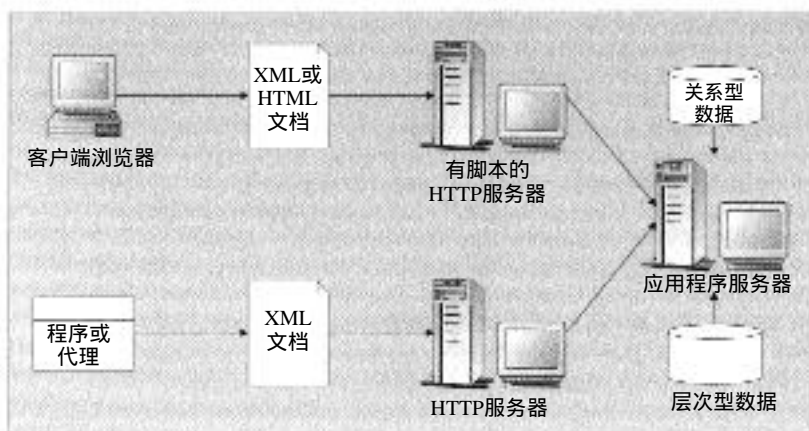 XML或
HTML
文档
客户端浏览器
有脚本的
HTTP服务器
关系型
数据
应用程序服务器
程序或
代理
XML
文档
HTTP服务器
层次型数据